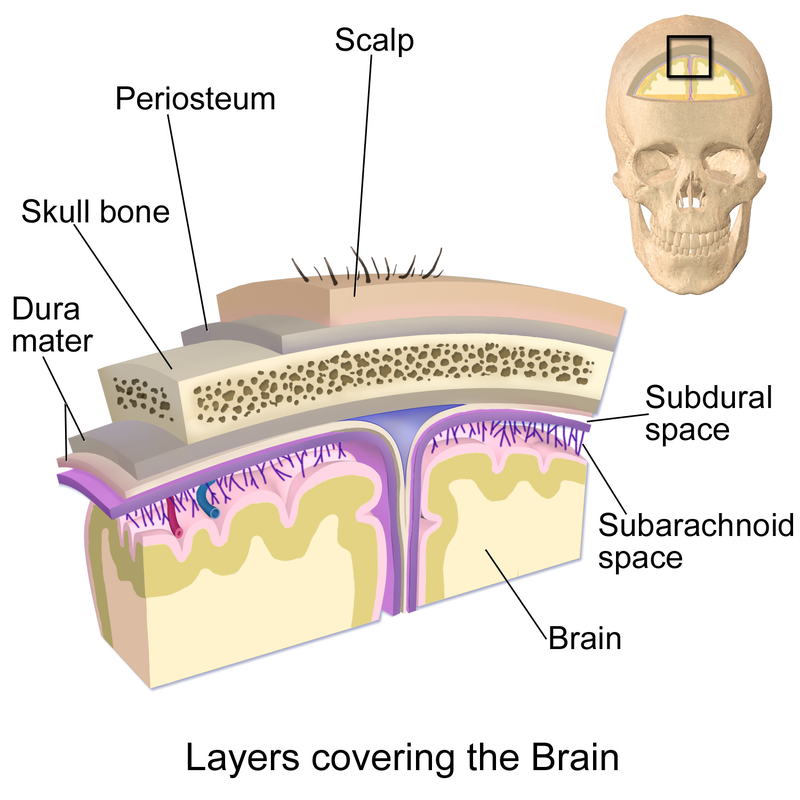 Scalp
Periosteum
Skull bone
Dura
mater
Subdural
space
Subarachnoid
space
Brain
Layers covering the Brain